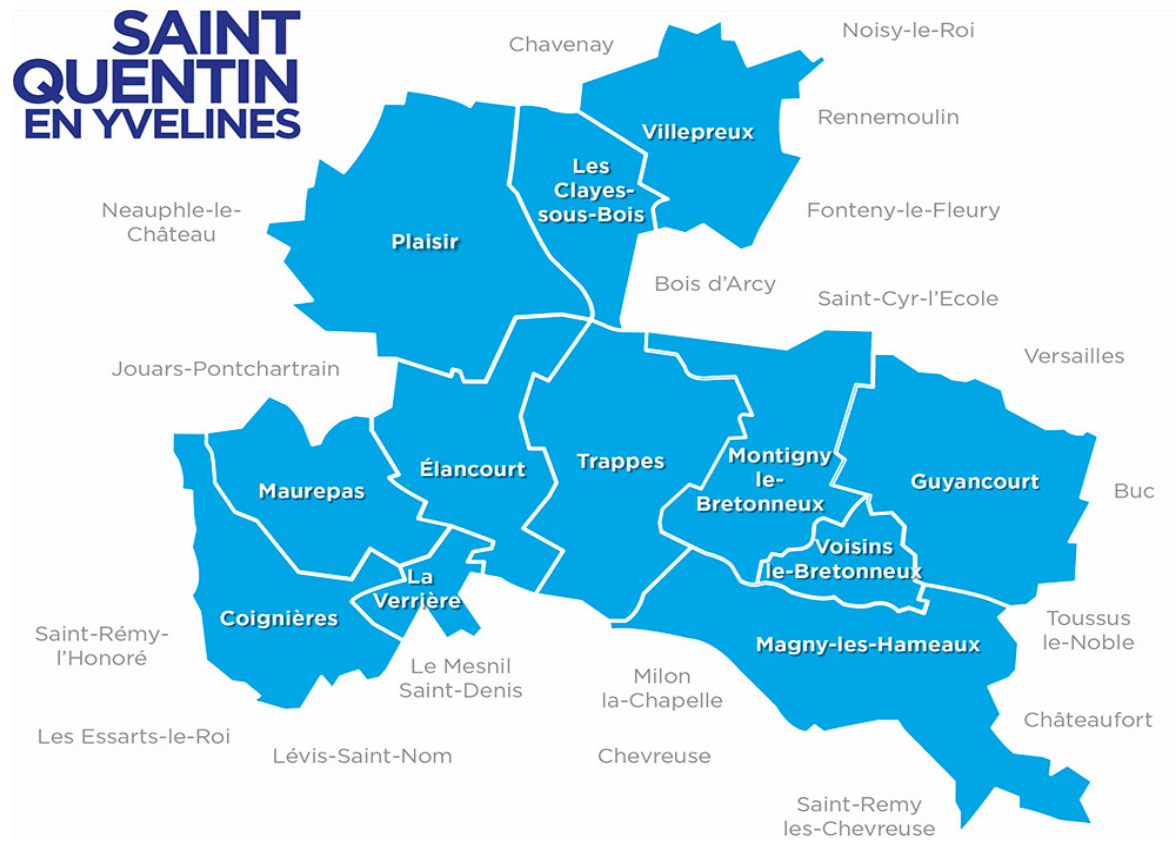 SAINT
QUENTIN
EN YVELINES
Chavenay
Noisy-le-Roi
Rennemoulin
Villepreux
Les
Clayes-
sous-Bois
Neauphle-le-
Château
Plaisir
Fonteny-le-Fleury
Bois d'Arcy
Saint-Cyr-l'Ecole
Versailles
Jouars-Pontchartrain
Maurepas
Élancourt
Trappes
Montigny
le-
Bretonneux
Guyancourt
Buc
Voisins
le-Bretonneux
La
Verrière
Coignières
Magny-les-Hameaux
Toussus
le-Noble
Saint-Rémy-
l'Honoré
Le Mesnil
Saint-Denis
Milon
la-Chapelle
Châteaufort
Les Essarts-le-Roi
Lévis-Saint-Nom
Chevreuse
Saint-Remy
les-Chevreuse